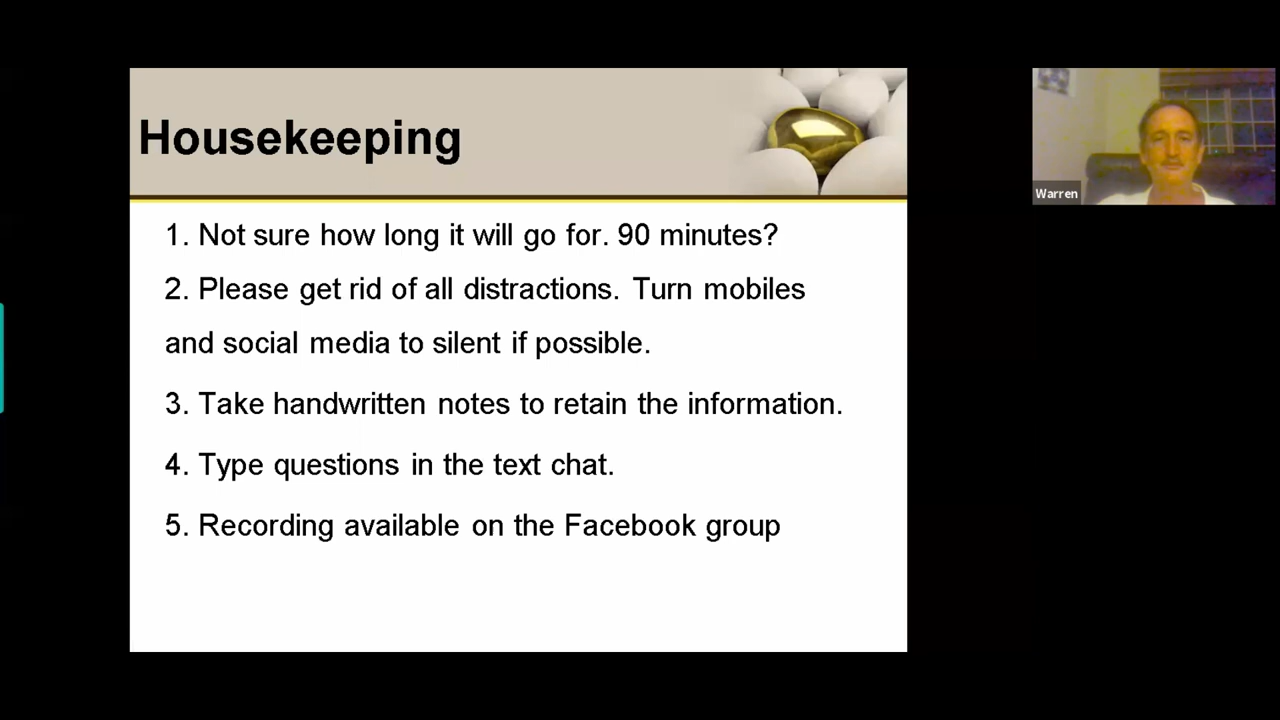 Housekeeping
1. Not sure how long it will go for. 90 minutes?
2. Please get rid of all distractions. Turn mobiles
and social media to silent if possible.
3. Take handwritten notes to retain the information.
4. Type questions in the text chat.
5. Recording available on the Facebook group
Warren